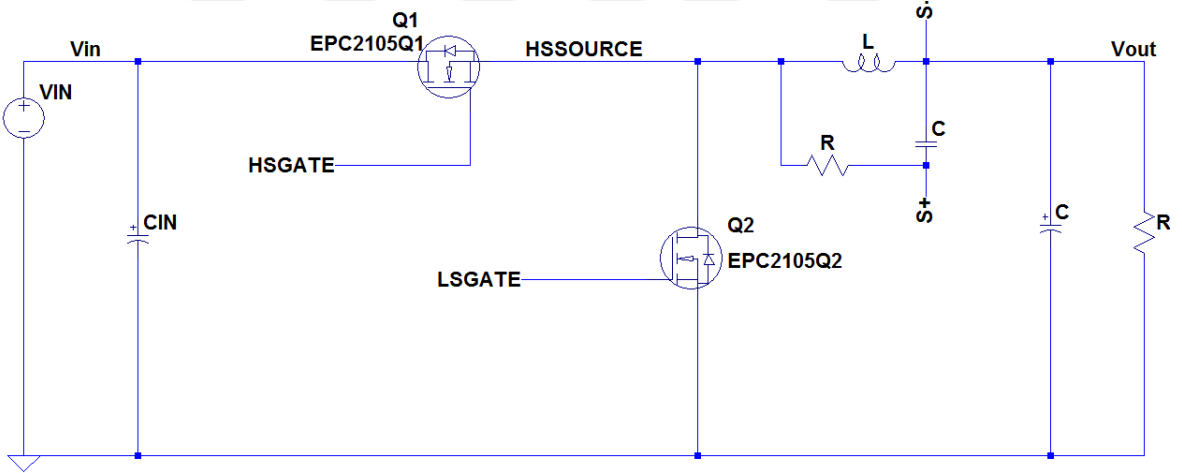 Q1
EPC2105Q1
Vin
HSSOURCE
S-
L
Vout
VIN
+
−
C
R
HSGATE
S+
+
CIN
Q2
+
C
R
EPC2105Q2
LSGATE